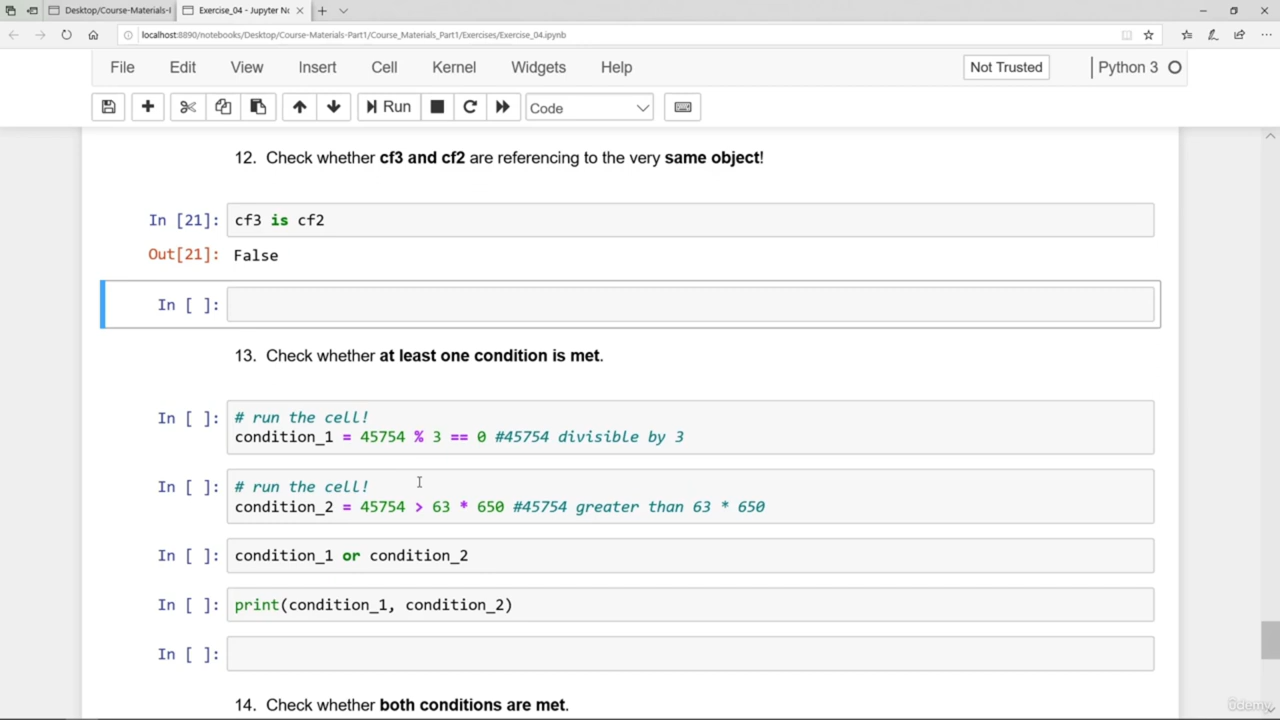 Desktop/Course-Materials-I
Exercise_04 - Jupyter No
localhost:8890/notebooks/Desktop/Course-Materials-Part1/Course_Materials_Part1/Exercises/Exercise_04.ipynb
File Edit View Insert Cell Kernel Widgets Help Not Trusted Python 3
Run Code
12. Check whether cf3 and cf2 are referencing to the very same object!
In [21]: cf3 is cf2
Out[21]: False
In [ ]:
13. Check whether at least one condition is met.
In [ ]: # run the cell!
condition_1 = 45754 % 3 == 0 #45754 divisible by 3
In [ ]: # run the cell!
condition_2 = 45754 > 63 * 650 #45754 greater than 63 * 650
In [ ]: condition_1 or condition_2
In [ ]: print(condition_1, condition_2)
In [ ]:
14. Check whether both conditions are met.
Udemy